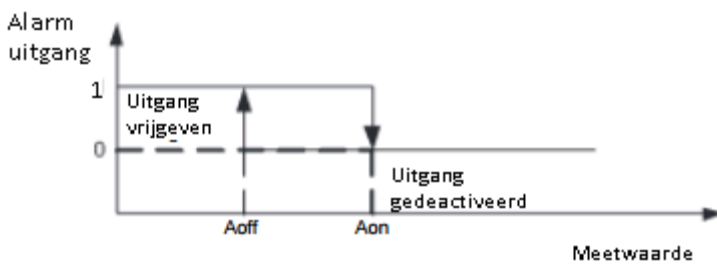 Alarm
uitgang
1
Uitgang
vrijgeven
0
Uitgang
gedeactiveerd
Aoff
Aon
Meetwaarde